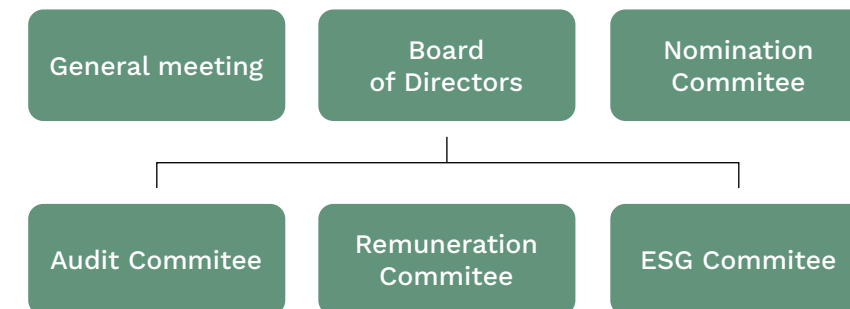 General meeting
Board
of Directors
Nomination
Commitee
Audit Commitee
Remuneration
Commitee
ESG Commitee